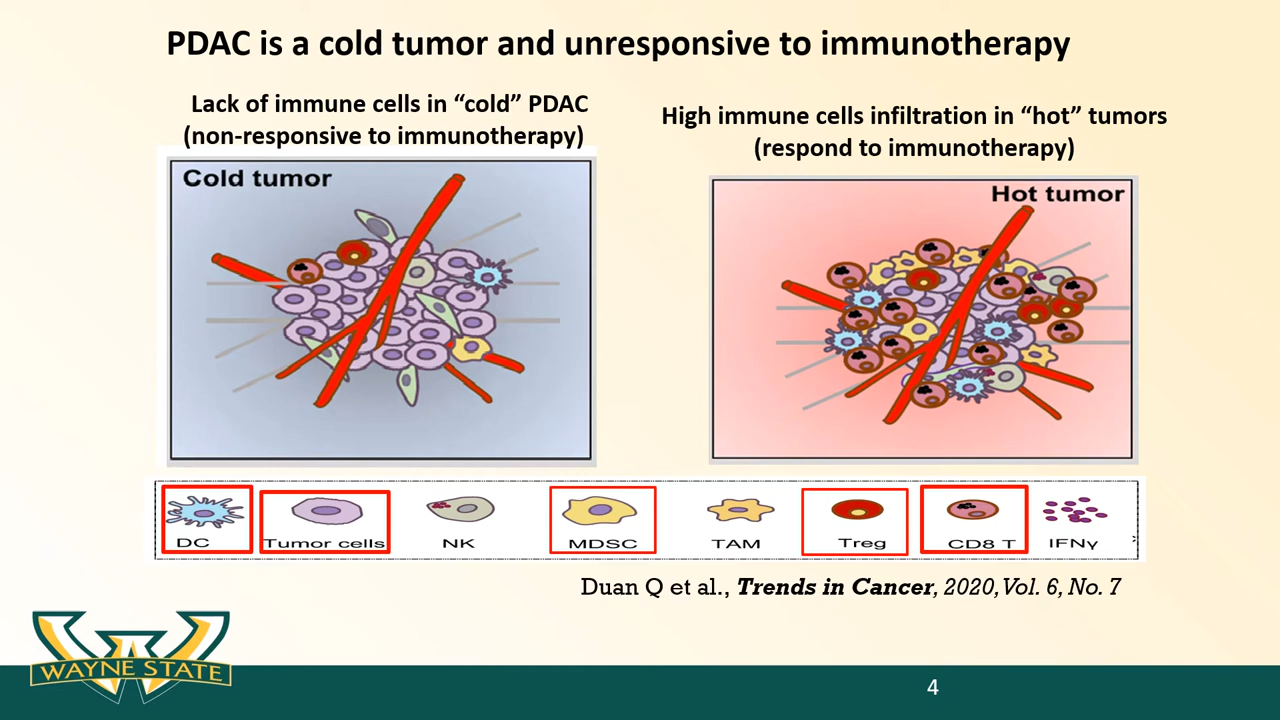 PDAC is a cold tumor and unresponsive to immunotherapy
Lack of immune cells in “cold” PDAC
(non-responsive to immunotherapy)
High immune cells infiltration in “hot” tumors
(respond to immunotherapy)
Cold tumor
Hot tumor
DC
Tumor cells
NK
MDSC
TAM
Treg
CD8 T
IFNγ
Duan Q et al., Trends in Cancer, 2020, Vol. 6, No. 7
WAYNE STATE
4